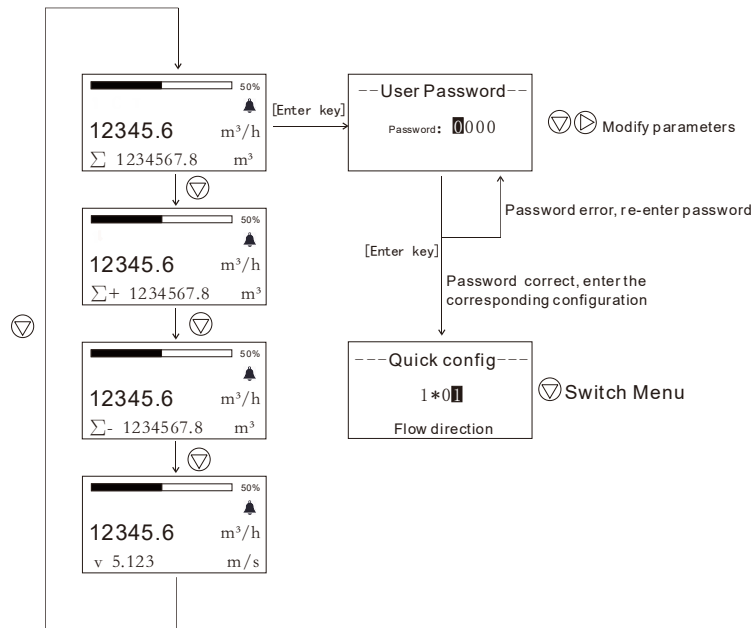 50%
12345.6 m³/h
∑ 1234567.8 m³
[Enter key]
--User Password--
Password: 0000
Modify parameters
50%
12345.6 m³/h
∑+ 1234567.8 m³
Password error, re-enter password
[Enter key]
Password correct, enter the
corresponding configuration
50%
12345.6 m³/h
∑- 1234567.8 m³
---Quick config---
1*01
Flow direction
Switch Menu
50%
12345.6 m³/h
v 5.123 m/s